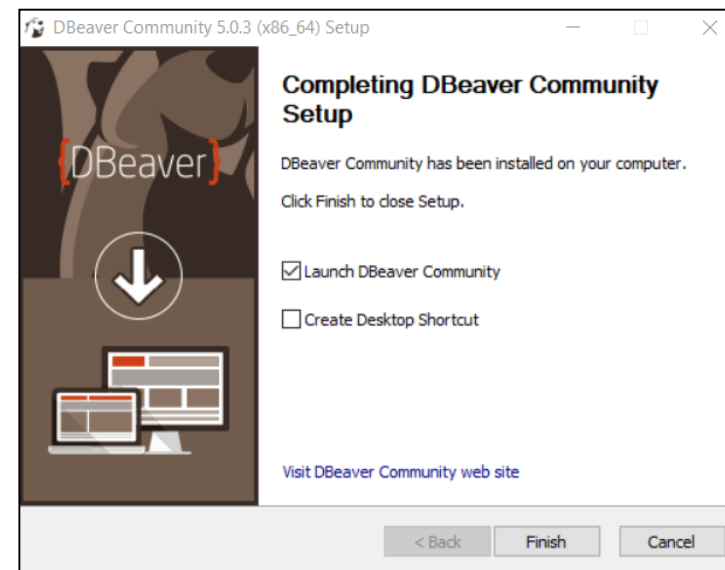 DBeaver Community 5.0.3 (x86_64) Setup
{DBeaver}
Completing DBeaver Community
Setup
DBeaver Community has been installed on your computer.
Click Finish to close Setup.
Launch DBeaver Community
Create Desktop Shortcut
Visit DBeaver Community web site
< Back
Finish
Cancel